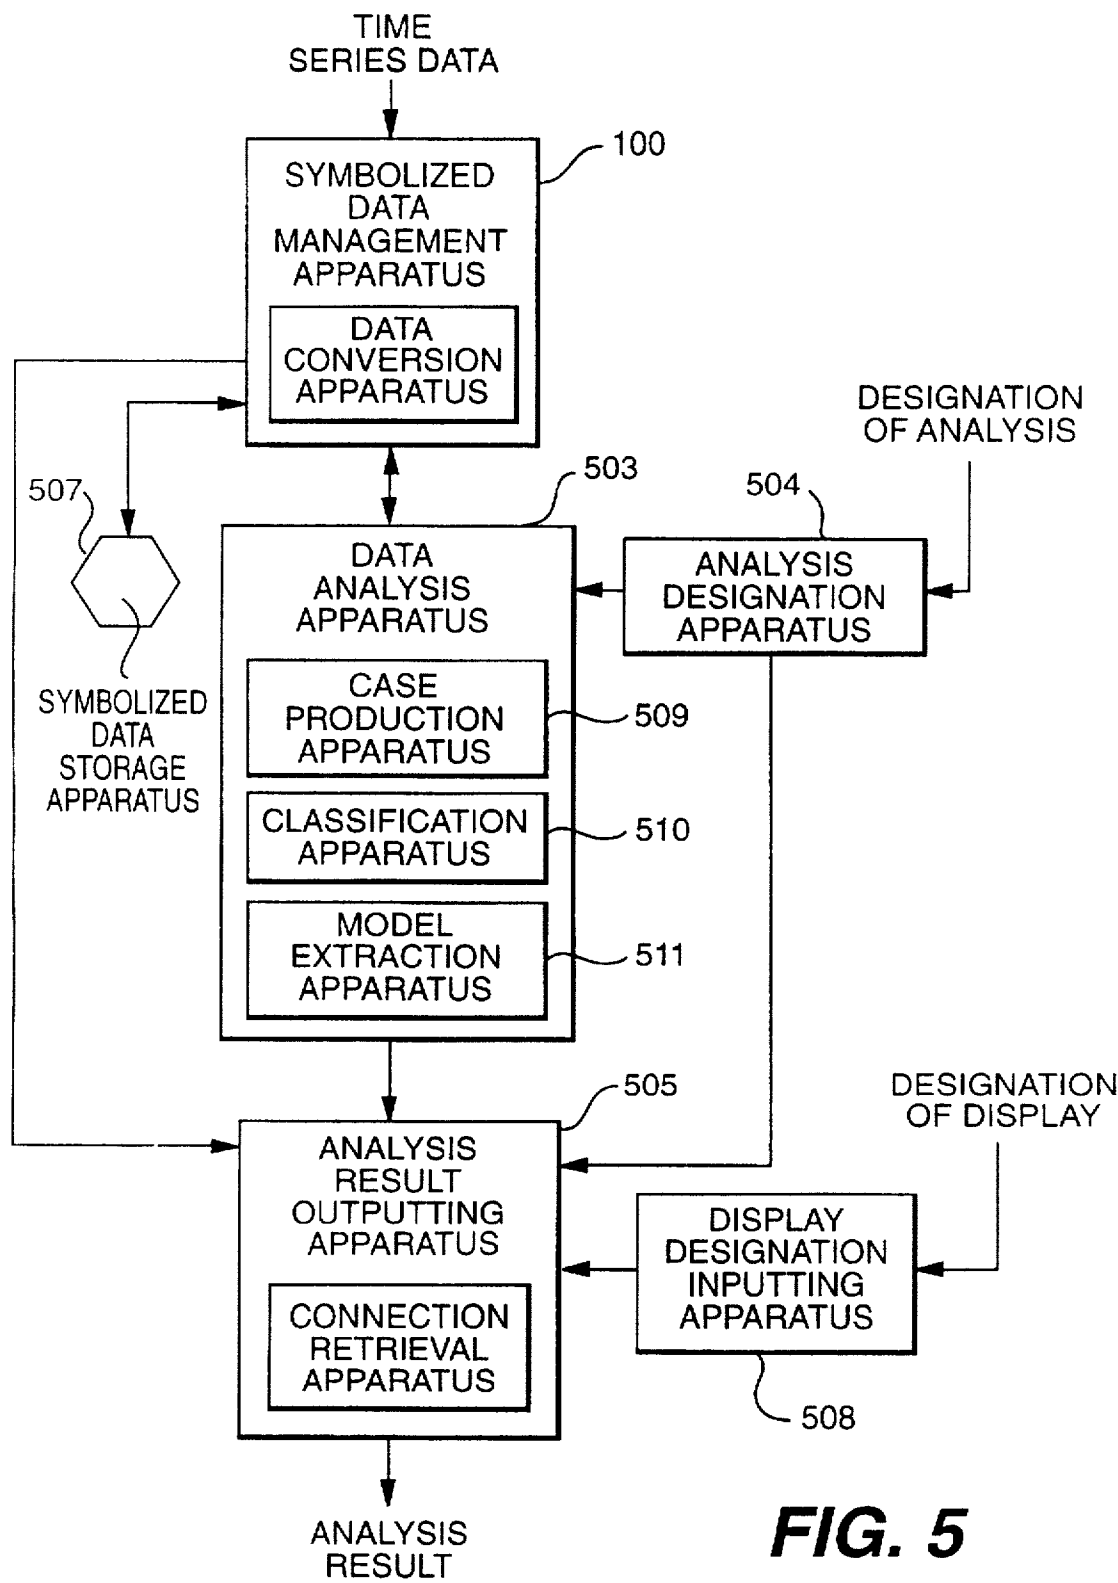 TIME
SERIES DATA
100
SYMBOLIZED
DATA
MANAGEMENT
APPARATUS
DATA
CONVERSION
APPARATUS
DESIGNATION
OF ANALYSIS
503
504
507
DATA
ANALYSIS
APPARATUS
ANALYSIS
DESIGNATION
APPARATUS
CASE
PRODUCTION
APPARATUS
509
SYMBOLIZED
DATA
STORAGE
APPARATUS
CLASSIFICATION
APPARATUS
510
MODEL
EXTRACTION
APPARATUS
511
505
DESIGNATION
OF DISPLAY
ANALYSIS
RESULT
OUTPUTTING
APPARATUS
DISPLAY
DESIGNATION
INPUTTING
APPARATUS
CONNECTION
RETRIEVAL
APPARATUS
508
ANALYSIS
RESULT
FIG. 5